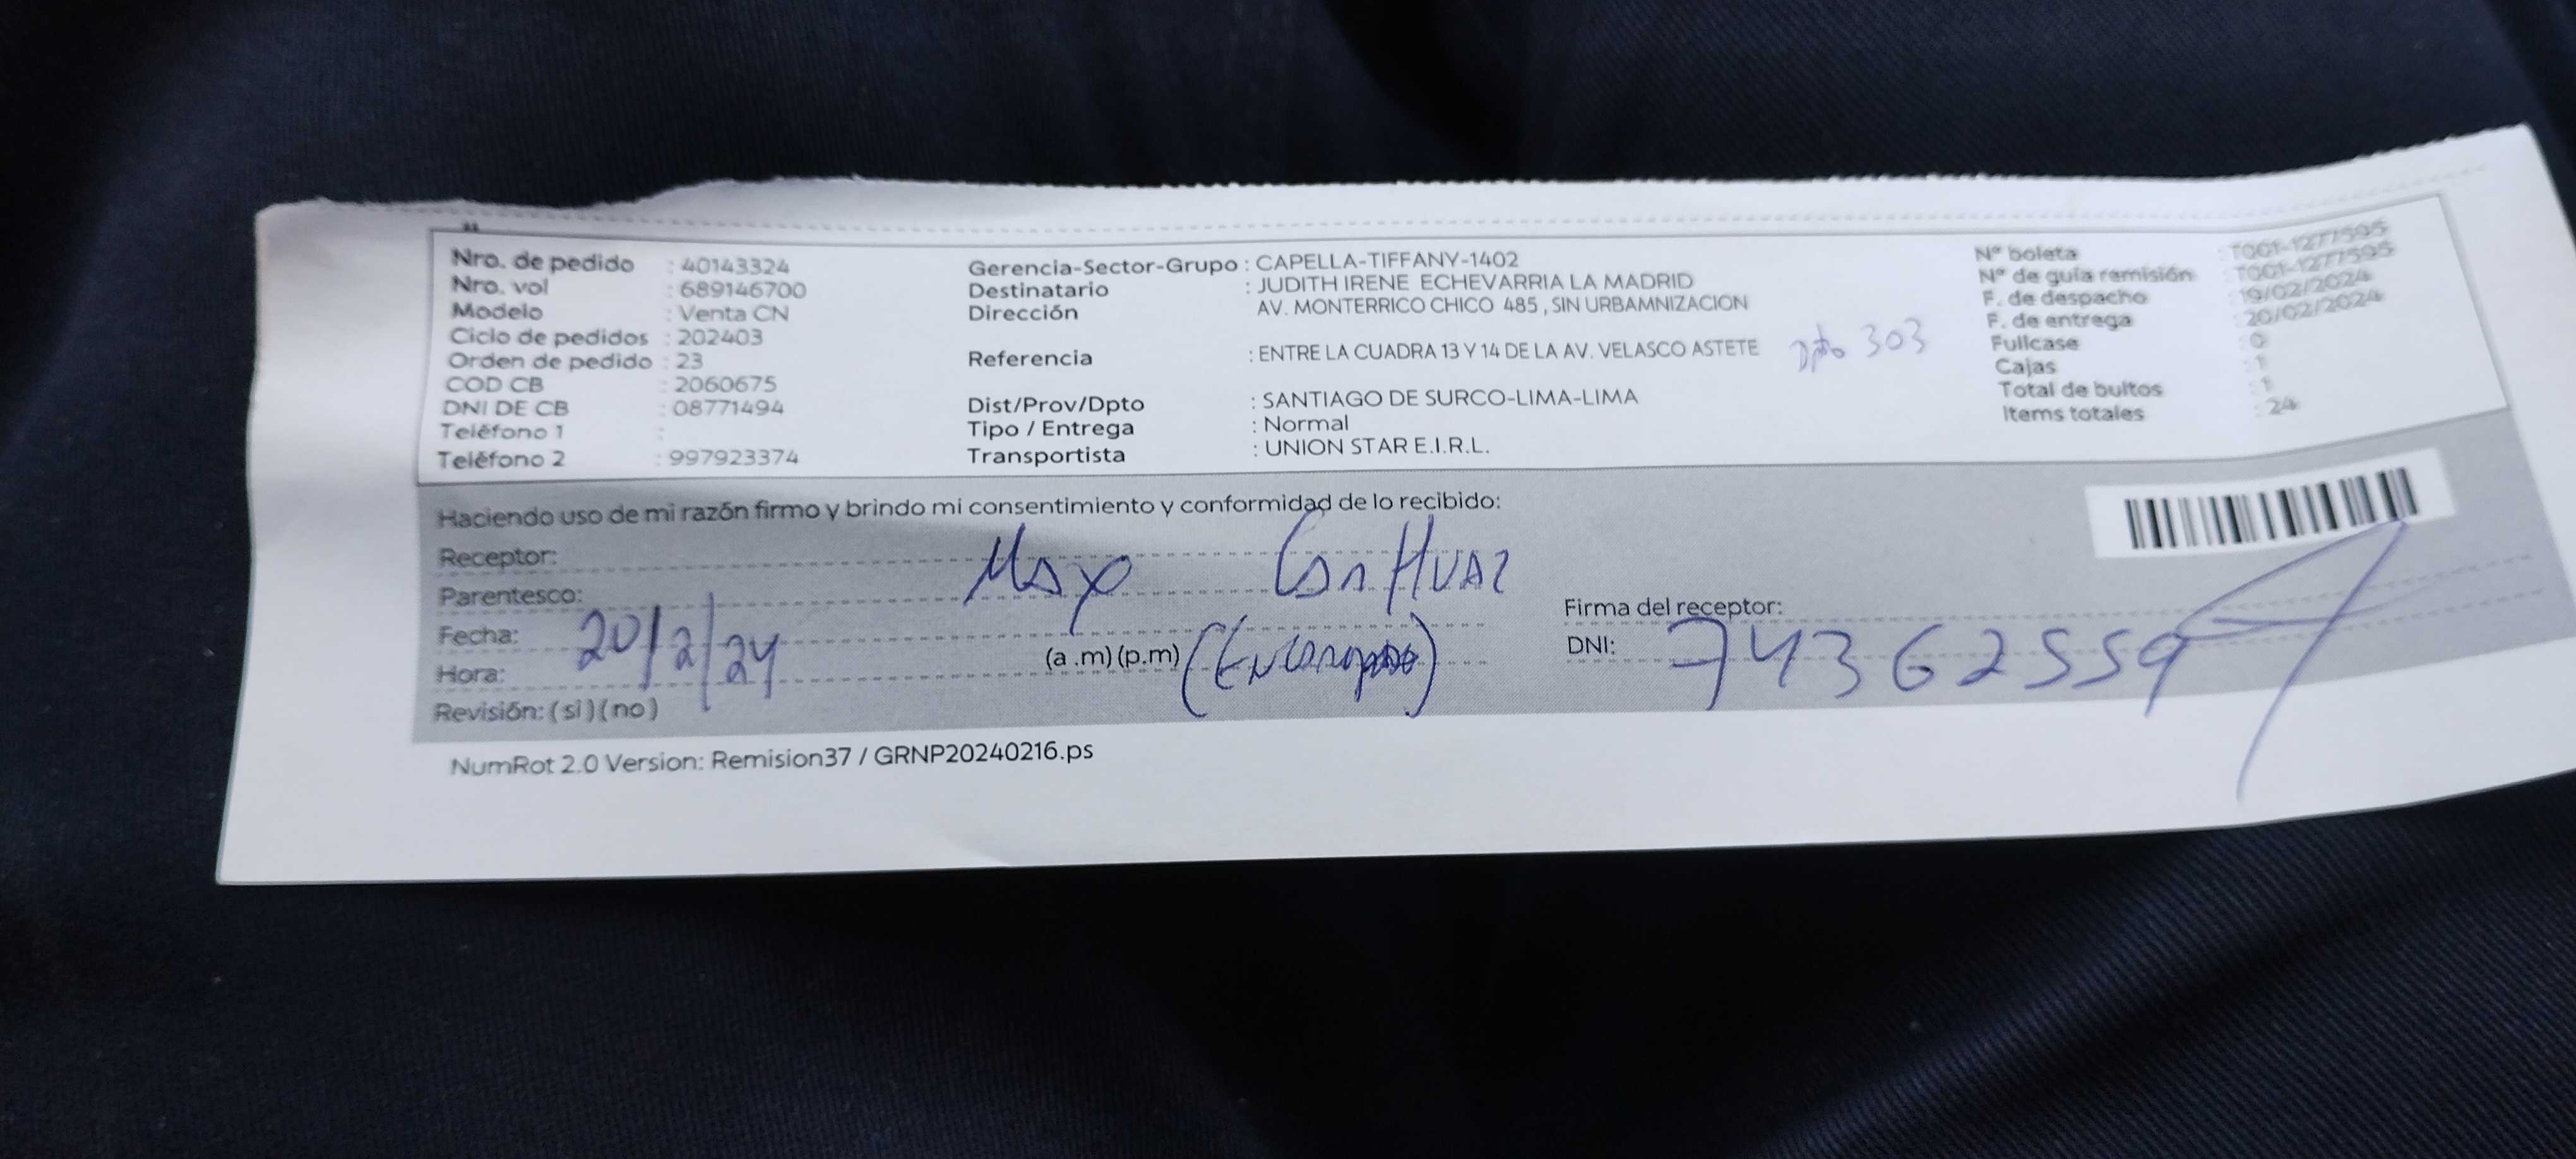 Nro. de pedido : 40143324
Nro. vol : 689146700
Modelo : Venta CN
Ciclo de pedidos : 202403
Orden de pedido : 23
COD CB : 2060675
DNI DE CB : 08771494
Teléfono 1 :
Teléfono 2 : 997923374
Gerencia-Sector-Grupo : CAPELLA-TIFFANY-1402
Destinatario : JUDITH IRENE ECHEVARRIA LA MADRID
Dirección AV. MONTERRICO CHICO 485 , SIN URBAMNIZACION
Referencia : ENTRE LA CUADRA 13 Y 14 DE LA AV. VELASCO ASTETE Dpto 303
Dist/Prov/Dpto : SANTIAGO DE SURCO-LIMA-LIMA
Tipo / Entrega : Normal
Transportista : UNION STAR E.I.R.L.
N° boleta : T001-1277595
N° de guía remisión : T001-1277595
F. de despacho : 19/02/2024
F. de entrega : 20/02/2024
Fullcase : 0
Cajas : 1
Total de bultos : 1
Items totales : 24
Haciendo uso de mi razón firmo y brindo mi consentimiento y conformidad de lo recibido:
Receptor: Max
Parentesco:
Fecha: 20/2/24
Hora: (a .m) (p.m)
Revisión: ( si ) ( no )
Firma del receptor:
DNI: 74362559
NumRot 2.0 Version: Remision37 / GRNP20240216.ps